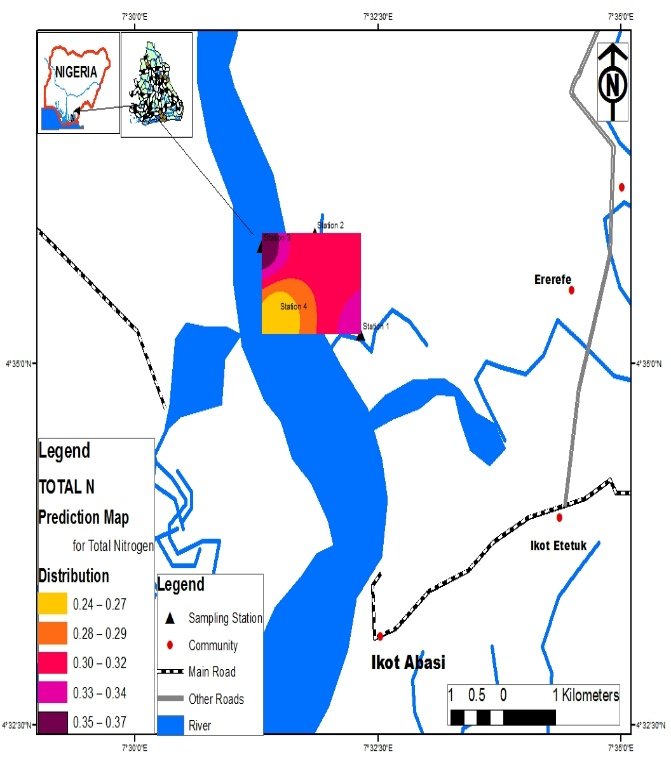 7°30'0"E
7°32'30"E
7°35'0"E
NIGERIA
N
Station 2
Station 3
Ererefe
Station 4
Station 1
4°35'0"N
4°35'0"N
Legend
TOTAL N
Prediction Map
for Total Nitrogen
Distribution
0.24 – 0.27
0.28 – 0.29
0.30 – 0.32
0.33 – 0.34
0.35 – 0.37
Legend
Sampling Station
Community
Main Road
Other Roads
River
Ikot Etetuk
Ikot Abasi
1 0.5 0 1 Kilometers
4°32'30"N
4°32'30"N
7°30'0"E
7°32'30"E
7°35'0"E